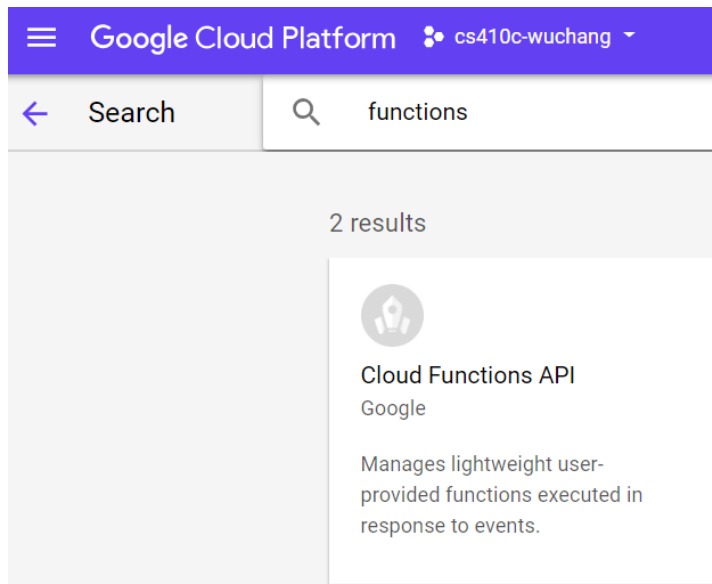 Google Cloud Platform cs410c-wuchang
Search functions
2 results
Cloud Functions API
Google
Manages lightweight user-
provided functions executed in
response to events.